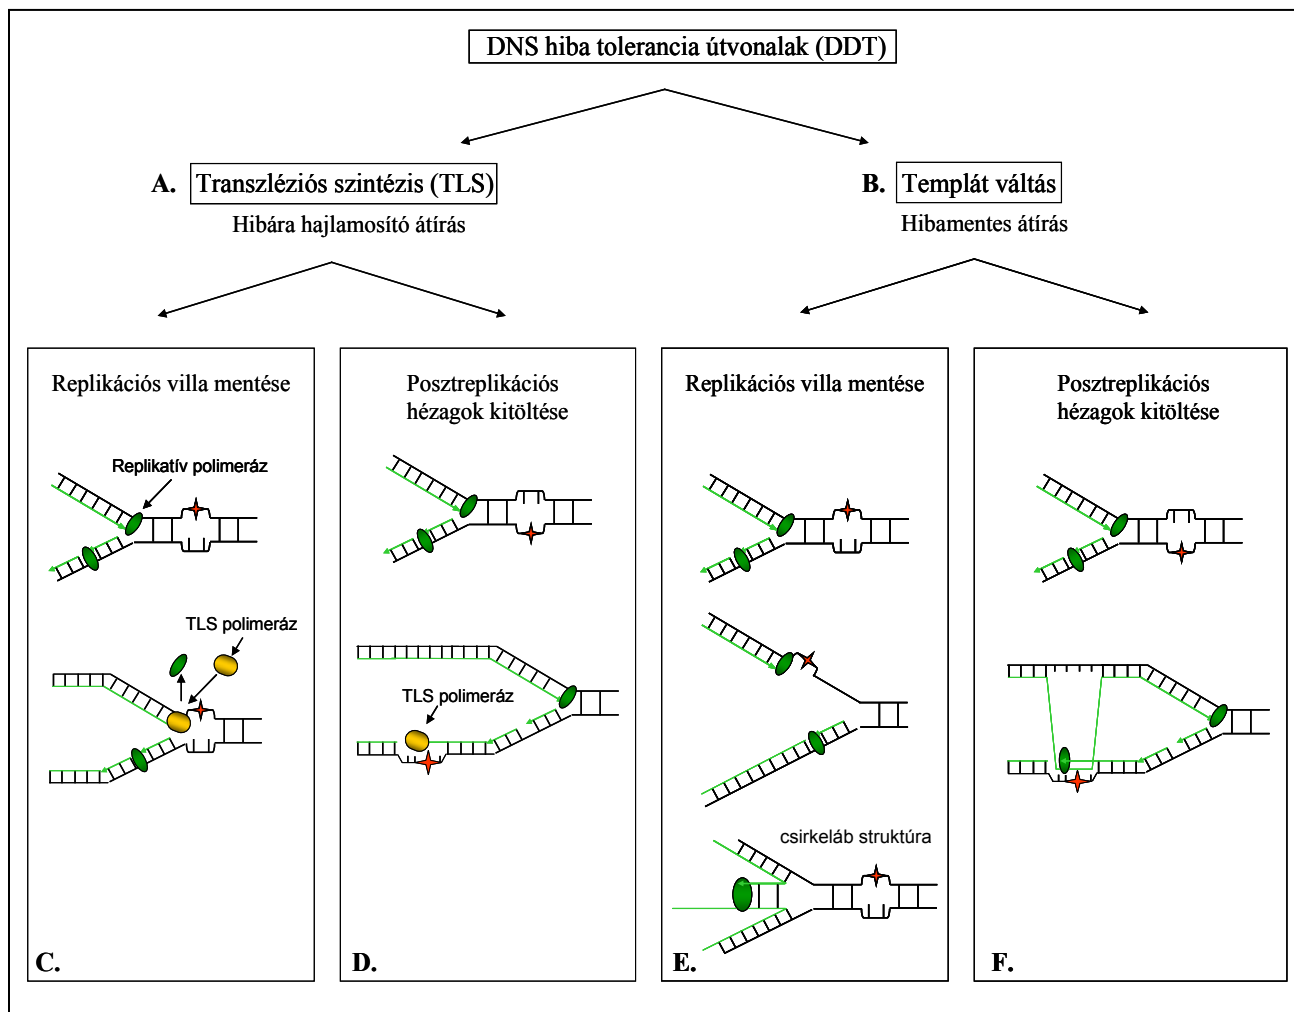 DNS hiba tolerancia útvonalak (DDT)
A. Transzléziós szintézis (TLS)
Hibára hajlamosító átírás
B. Templát váltás
Hibamentes átírás
Replikációs villa mentése
Replikatív polimeráz
TLS polimeráz
C.
Posztreplikációs
hézagok kitöltése
TLS polimeráz
D.
Replikációs villa mentése
csirkeláb struktúra
E.
Posztreplikációs
hézagok kitöltése
F.